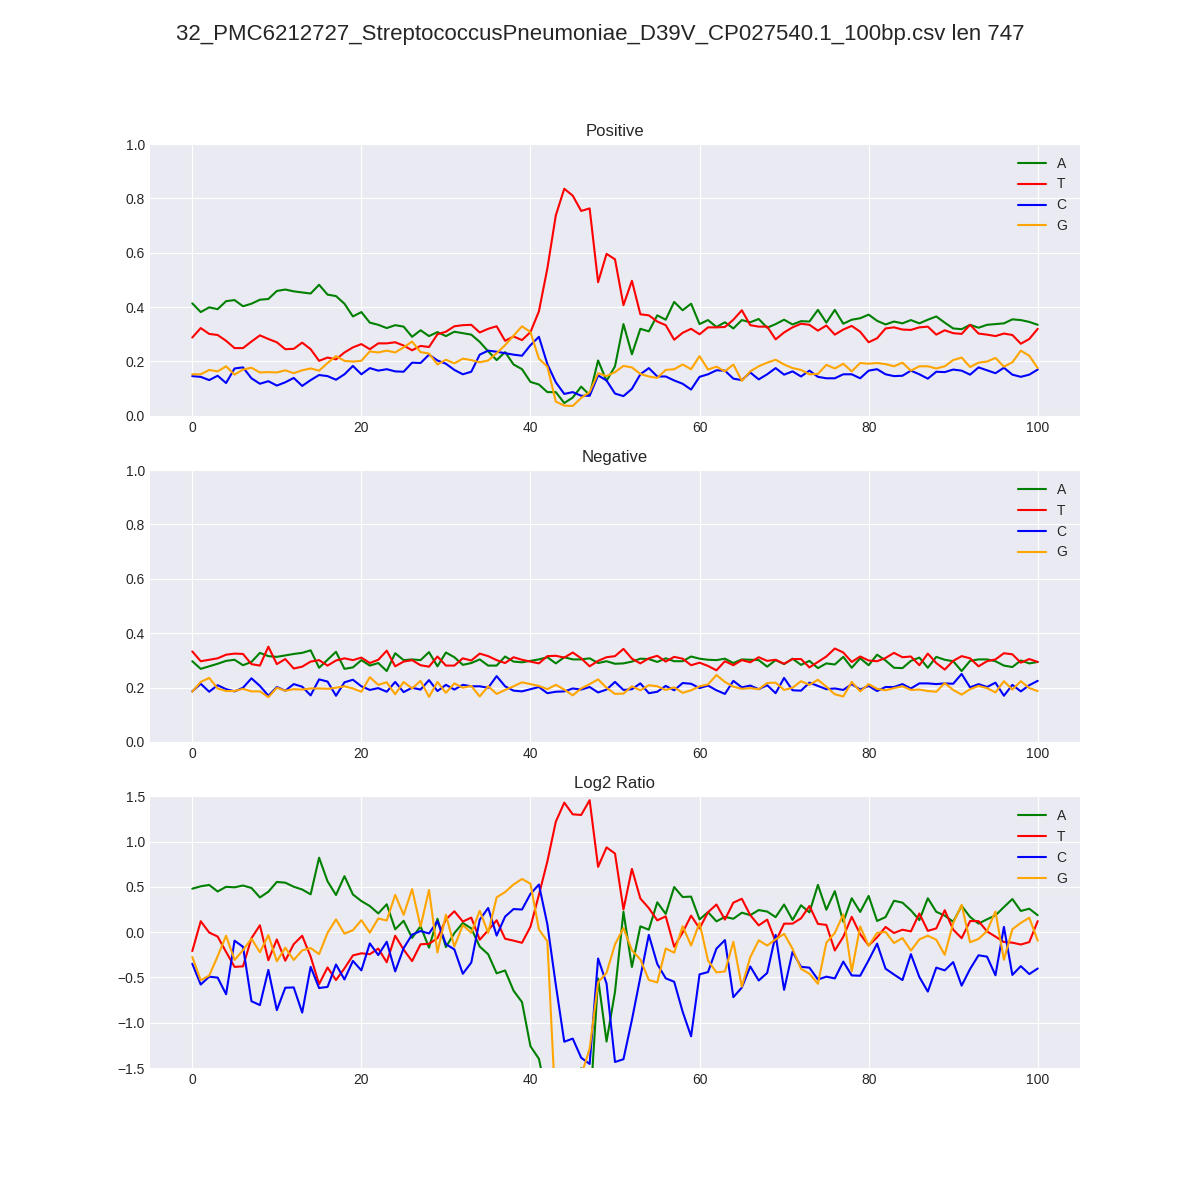 32_PMC6212727_StreptococcusPneumoniae_D39V_CP027540.1_100bp.csv len 747
Positive
1.0
0.8
0.6
0.4
0.2
0.0
0 20 40 60 80 100
A
T
C
G
Negative
1.0
0.8
0.6
0.4
0.2
0.0
0 20 40 60 80 100
A
T
C
G
Log2 Ratio
1.5
1.0
0.5
0.0
−0.5
−1.0
−1.5
0 20 40 60 80 100
A
T
C
G